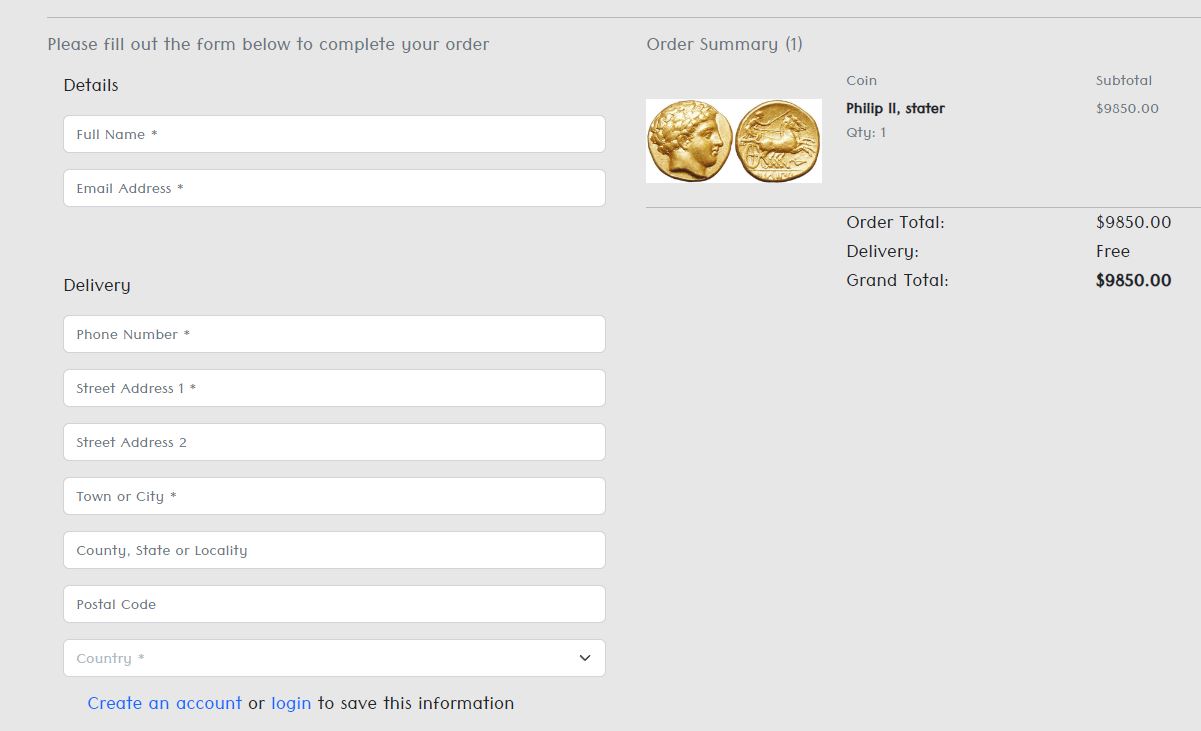 Please fill out the form below to complete your order
Details
Full Name *
Email Address *
Delivery
Phone Number *
Street Address 1 *
Street Address 2
Town or City *
County, State or Locality
Postal Code
Country *
Create an account or login to save this information
Order Summary (1)
Coin Subtotal
Philip II, stater $9850.00
Qty: 1
Order Total: $9850.00
Delivery: Free
Grand Total: $9850.00